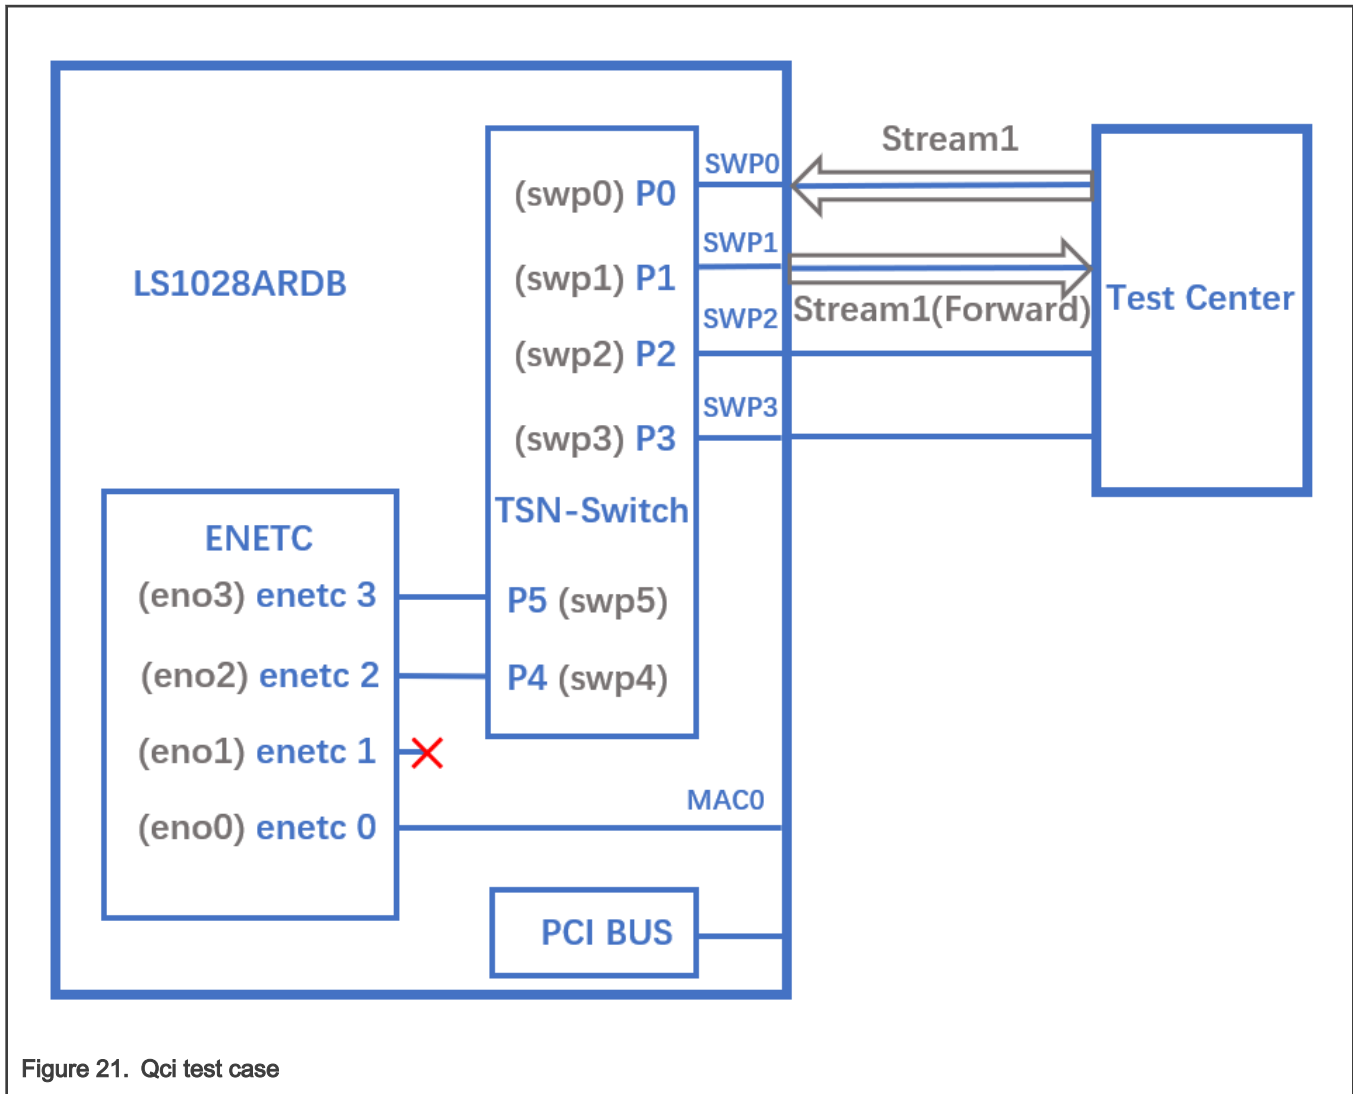 Stream1
SWP0
(swp0) P0
SWP1
(swp1) P1
LS1028ARDB
Stream1(Forward)
Test Center
SWP2
(swp2) P2
SWP3
(swp3) P3
TSN-Switch
ENETC
(eno3) enetc 3
P5 (swp5)
(eno2) enetc 2
P4 (swp4)
(eno1) enetc 1
MAC0
(eno0) enetc 0
PCI BUS
Figure 21. Qci test case